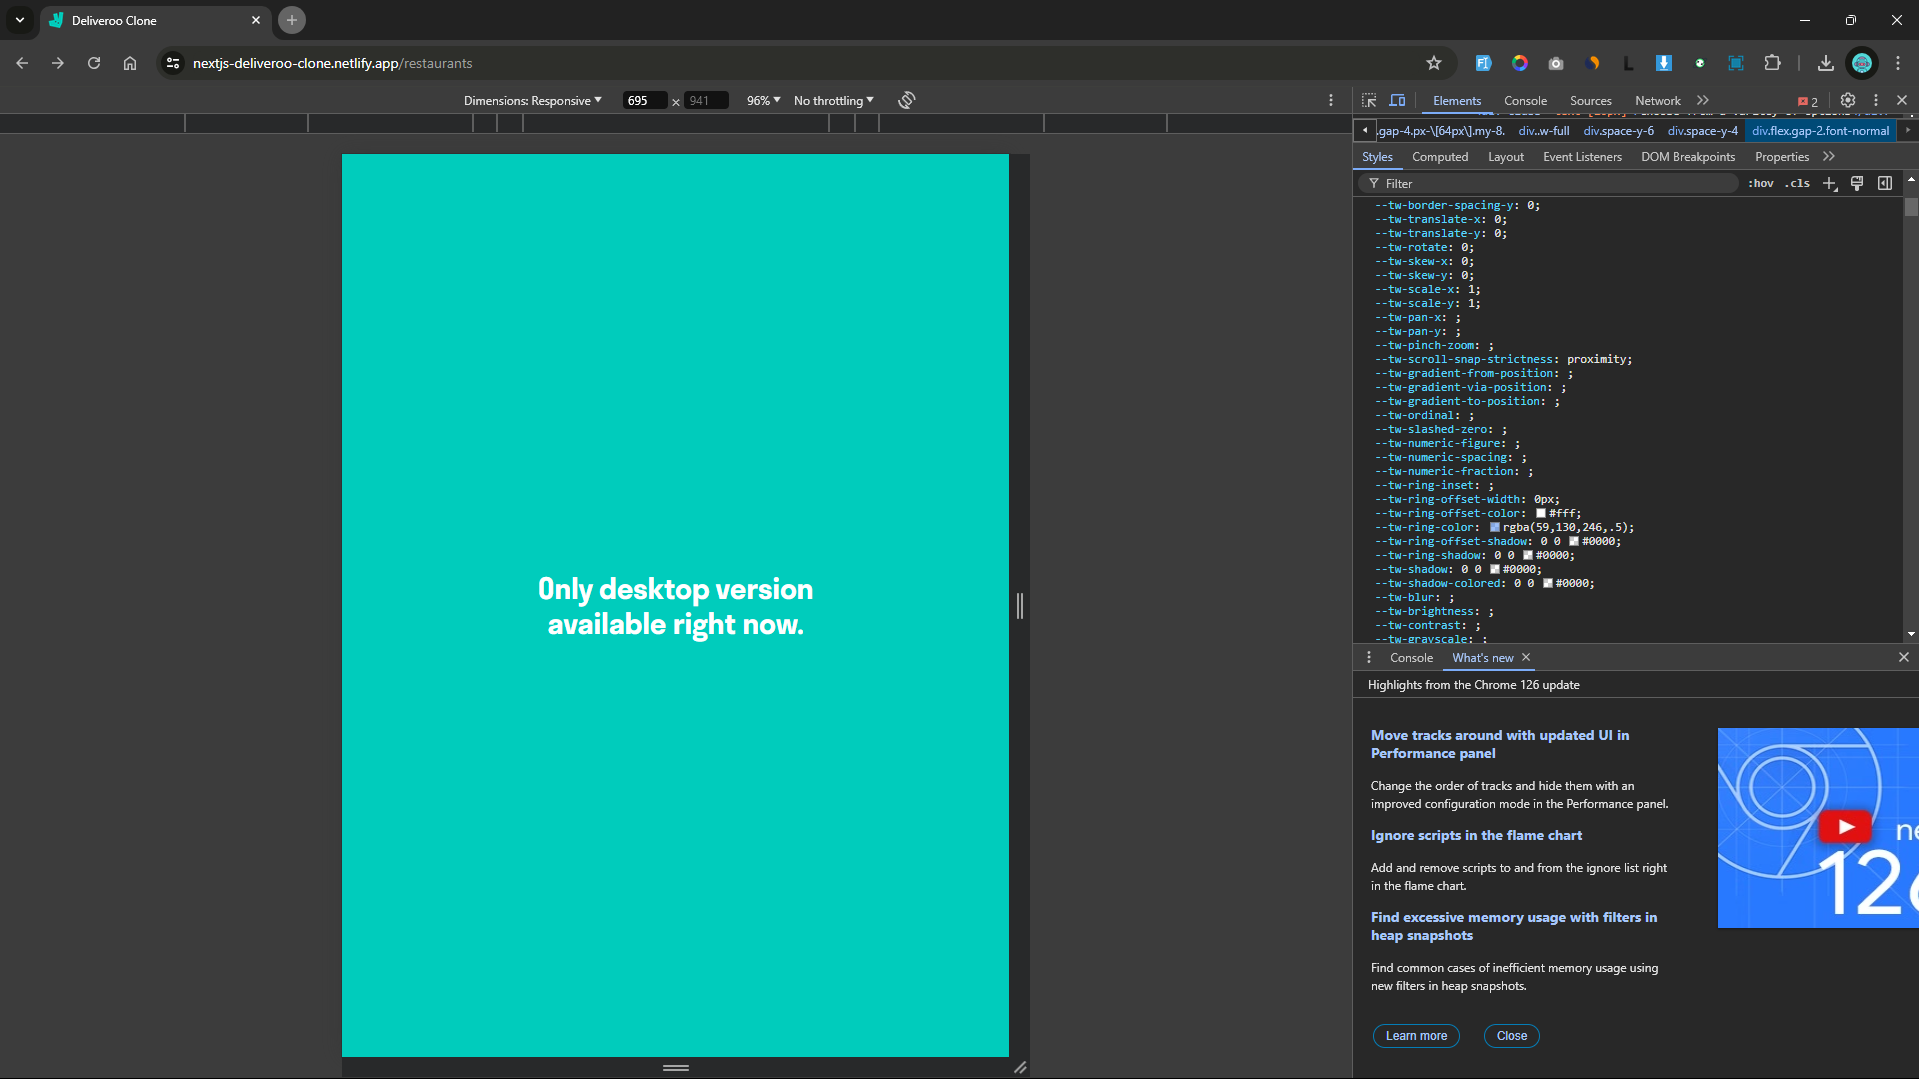 Deliveroo Clone
nextjs-deliveroo-clone.netlify.app/restaurants
Dimensions: Responsive 695 x 941 96% No throttling
Elements Console Sources Network 2
.gap-4.px-\[64px\].my-8. div..w-full div.space-y-6 div.space-y-4 div.flex.gap-2.font-normal
Styles Computed Layout Event Listeners DOM Breakpoints Properties
Filter :hov .cls
--tw-border-spacing-y: 0;
--tw-translate-x: 0;
--tw-translate-y: 0;
--tw-rotate: 0;
--tw-skew-x: 0;
--tw-skew-y: 0;
--tw-scale-x: 1;
--tw-scale-y: 1;
--tw-pan-x: ;
--tw-pan-y: ;
--tw-pinch-zoom: ;
--tw-scroll-snap-strictness: proximity;
--tw-gradient-from-position: ;
--tw-gradient-via-position: ;
--tw-gradient-to-position: ;
--tw-ordinal: ;
--tw-slashed-zero: ;
--tw-numeric-figure: ;
--tw-numeric-spacing: ;
--tw-numeric-fraction: ;
--tw-ring-inset: ;
--tw-ring-offset-width: 0px;
--tw-ring-offset-color: #fff;
--tw-ring-color: rgba(59,130,246,.5);
--tw-ring-offset-shadow: 0 0 #0000;
--tw-ring-shadow: 0 0 #0000;
--tw-shadow: 0 0 #0000;
--tw-shadow-colored: 0 0 #0000;
--tw-blur: ;
--tw-brightness: ;
--tw-contrast: ;
--tw-grayscale: ;
Only desktop version
available right now.
Console What's new
Highlights from the Chrome 126 update
Move tracks around with updated UI in
Performance panel
Change the order of tracks and hide them with an
improved configuration mode in the Performance panel.
Ignore scripts in the flame chart
Add and remove scripts to and from the ignore list right
in the flame chart.
Find excessive memory usage with filters in
heap snapshots
Find common cases of inefficient memory usage using
new filters in heap snapshots.
Learn more Close
ne
126